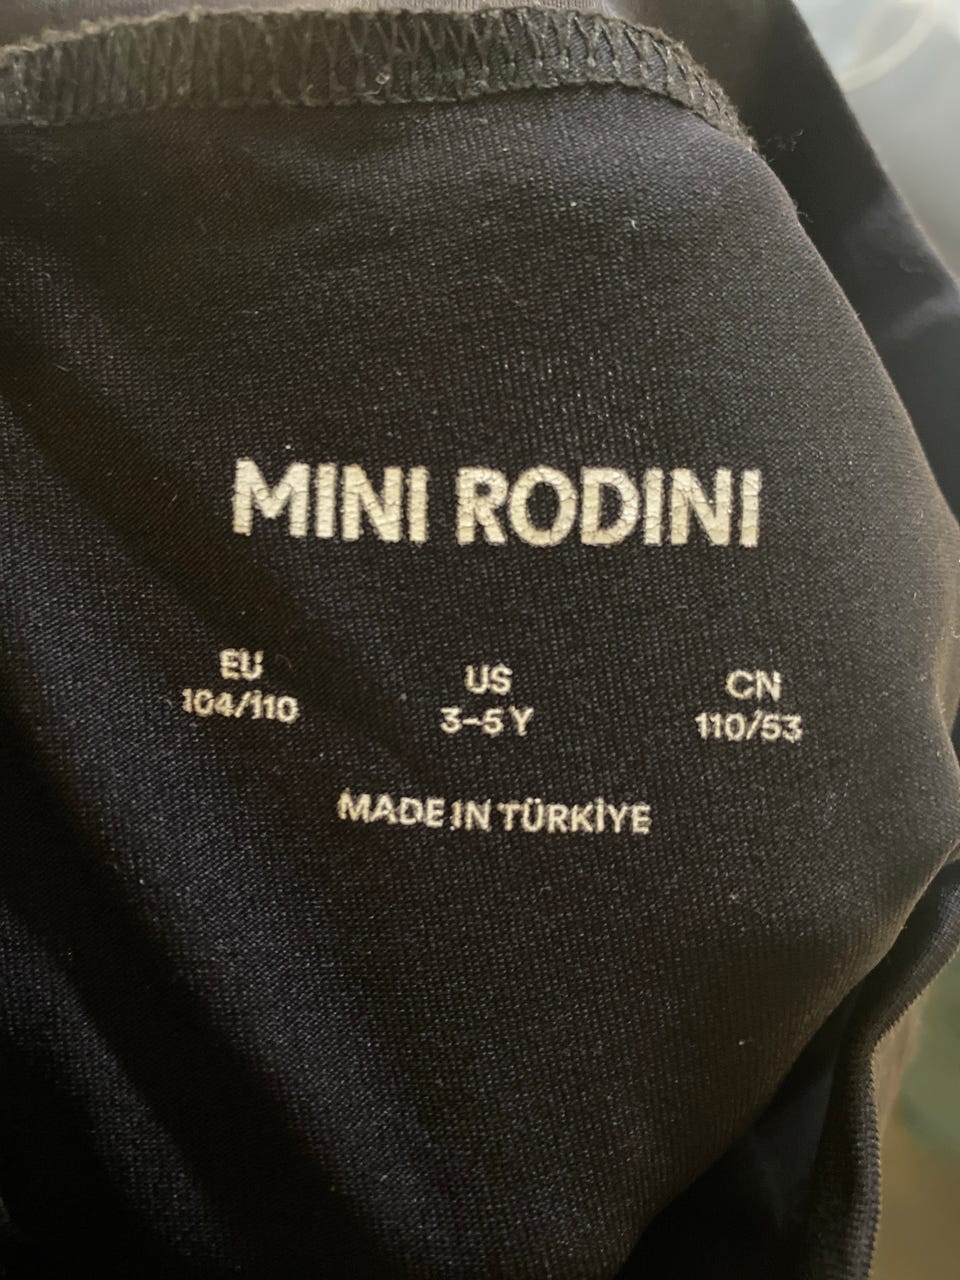 MINI RODINI
EU US CN
104/110 3-5 Y 110/53
MADE IN TÜRKİYE